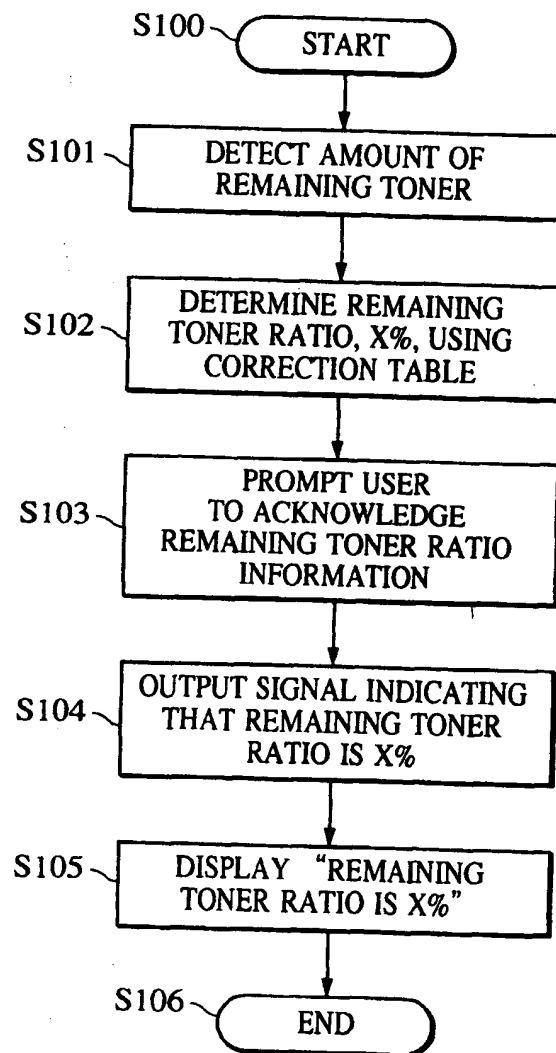 S100
START
S101
DETECT AMOUNT OF
REMAINING TONER
S102
DETERMINE REMAINING
TONER RATIO, X%, USING
CORRECTION TABLE
S103
PROMPT USER
TO ACKNOWLEDGE
REMAINING TONER RATIO
INFORMATION
S104
OUTPUT SIGNAL INDICATING
THAT REMAINING TONER
RATIO IS X%
S105
DISPLAY “REMAINING
TONER RATIO IS X%”
S106
END